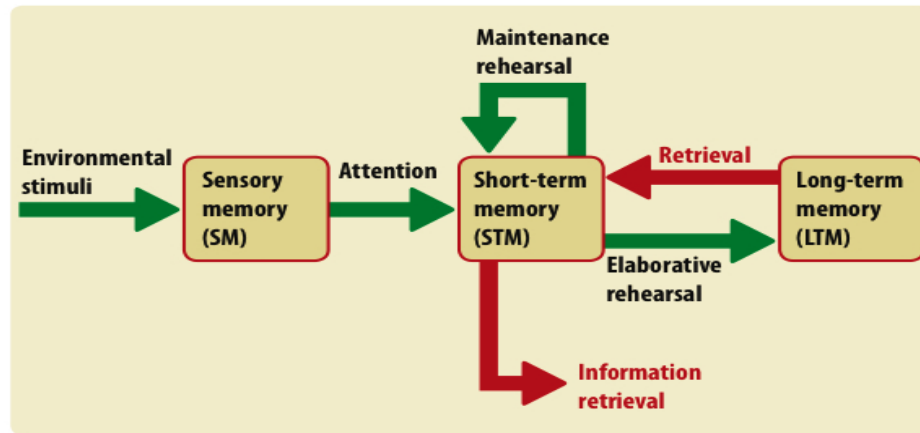 Maintenance
rehearsal
Environmental
stimuli
Sensory
memory
(SM)
Attention
Short-term
memory
(STM)
Retrieval
Long-term
memory
(LTM)
Elaborative
rehearsal
Information
retrieval